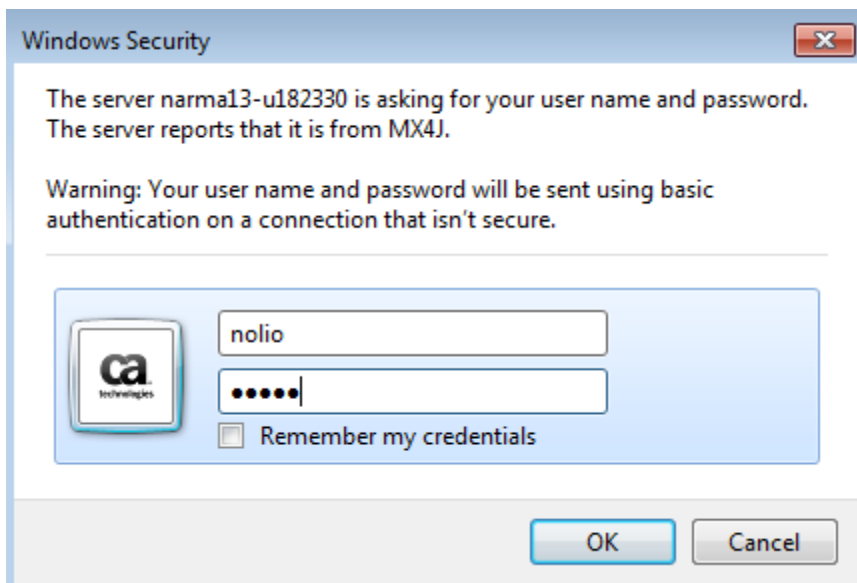 Windows Security
The server narma13-u182330 is asking for your user name and password.
The server reports that it is from MX4J.
Warning: Your user name and password will be sent using basic
authentication on a connection that isn't secure.
nolio
ca
technologies
●●●●●
Remember my credentials
OK
Cancel